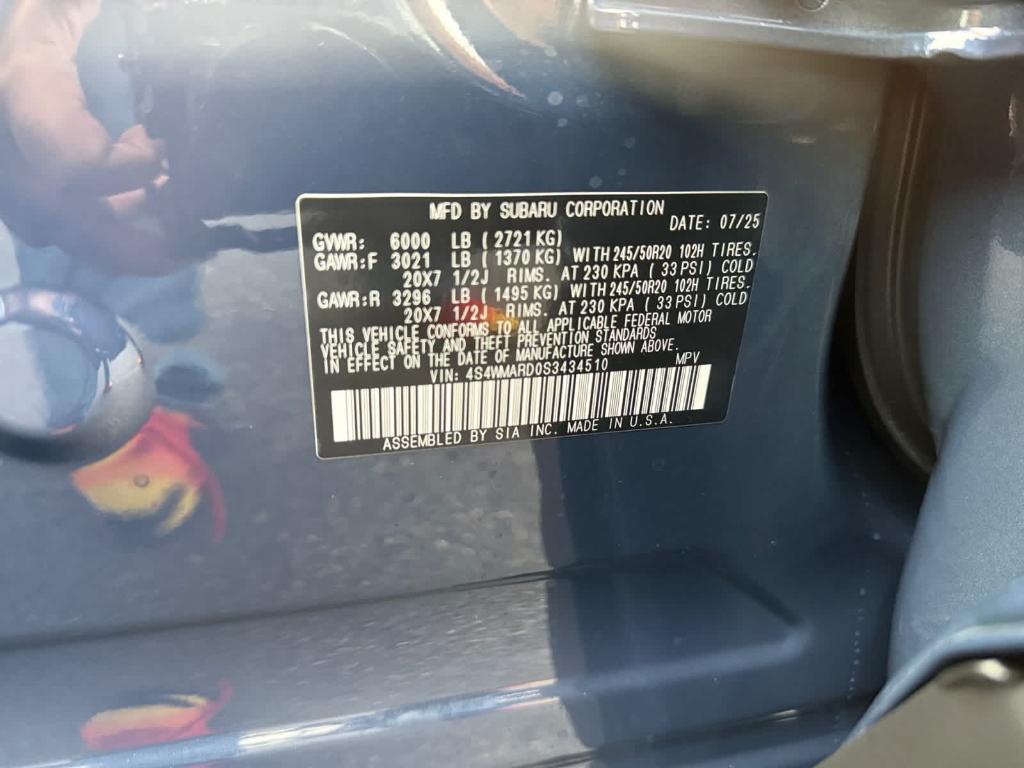 MFD BY SUBARU CORPORATION
DATE: 07/25
GVWR: 6000 LB ( 2721 KG)
GAWR:F 3021 LB ( 1370 KG) WITH 245/50R20 102H TIRES.
20X7 1/2J RIMS. AT 230 KPA ( 33 PSI) COLD
GAWR:R 3296 LB ( 1495 KG) WITH 245/50R20 102H TIRES.
20X7 1/2J RIMS. AT 230 KPA ( 33 PSI) COLD
THIS VEHICLE CONFORMS TO ALL APPLICABLE FEDERAL MOTOR
VEHICLE SAFETY AND THEFT PREVENTION STANDARDS
IN EFFECT ON THE DATE OF MANUFACTURE SHOWN ABOVE.
VIN: 4S4WMARD0S3434510 MPV
ASSEMBLED BY SIA INC. MADE IN U.S.A.